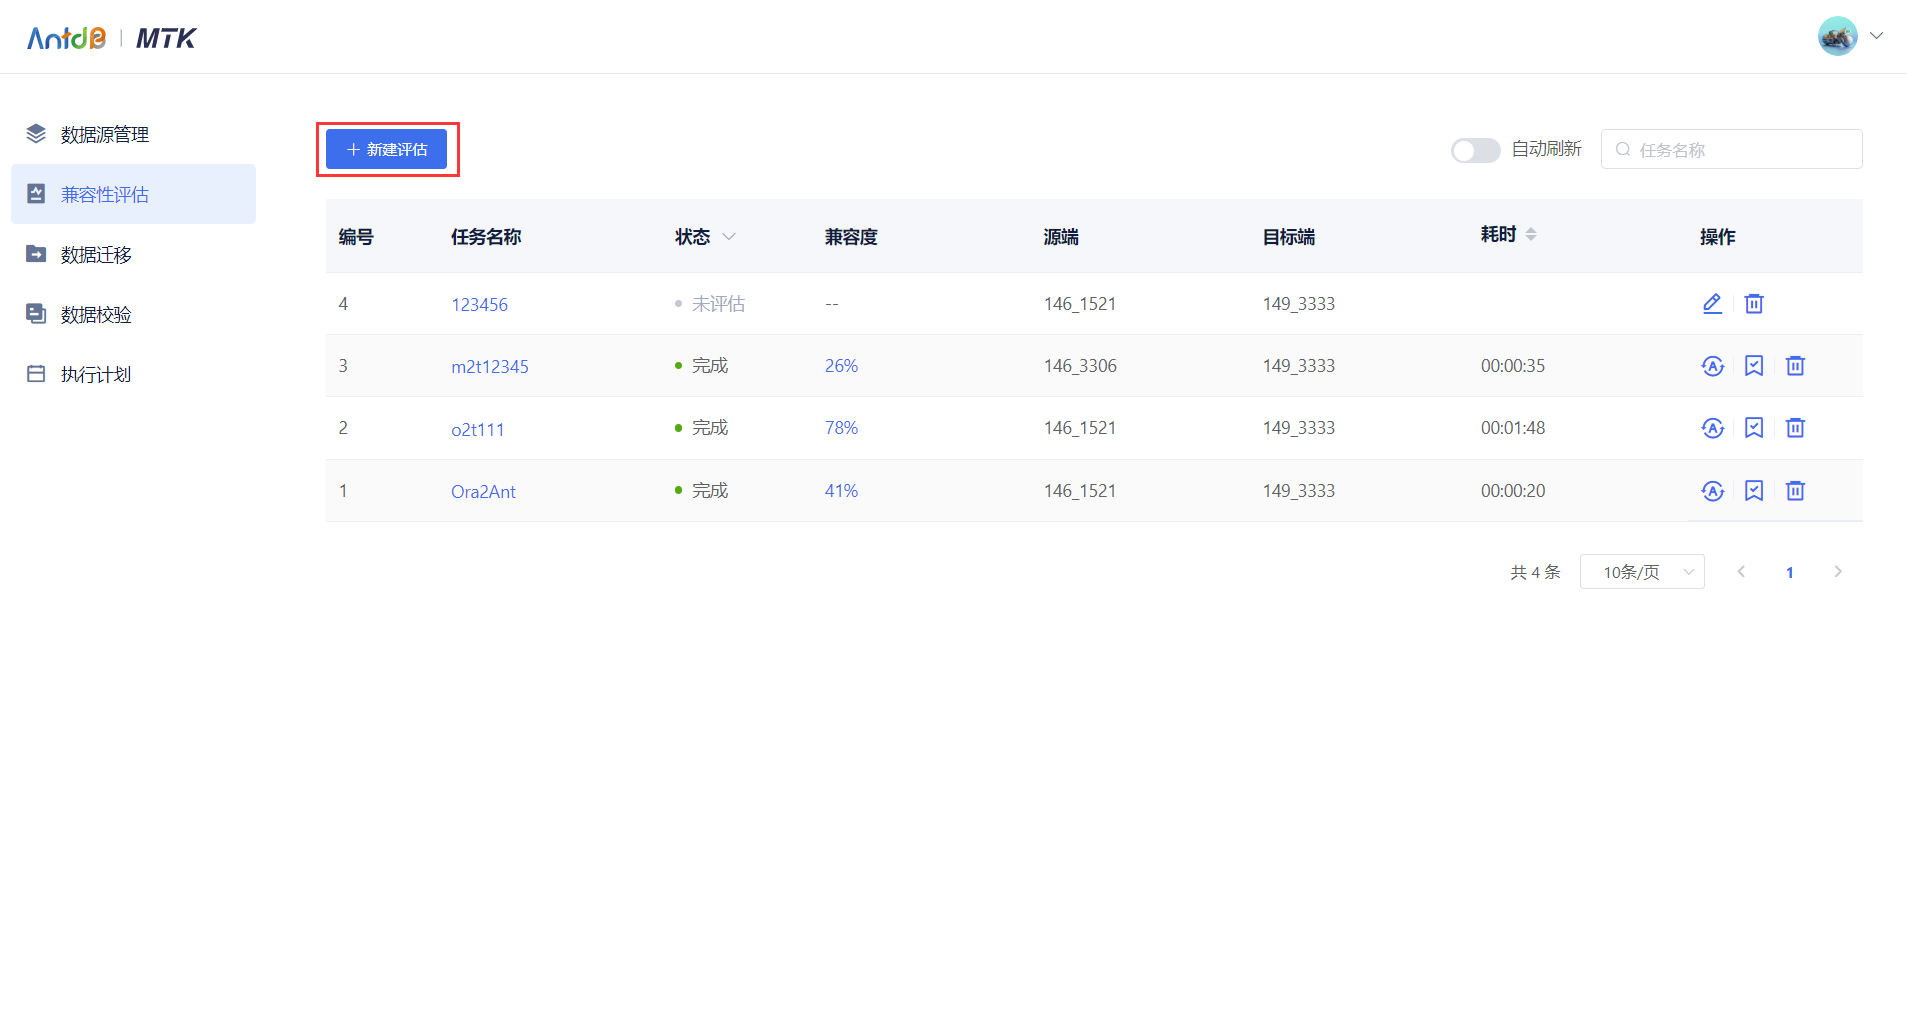 AntdB | MTK
数据源管理
兼容性评估
数据迁移
数据校验
执行计划
新建评估
自动刷新
任务名称
编号 任务名称 状态 兼容度 源端 目标端 耗时 操作
4 123456 未评估 -- 146_1521 149_3333
3 m2t12345 完成 26% 146_3306 149_3333 00:00:35
2 o2t111 完成 78% 146_1521 149_3333 00:01:48
1 Ora2Ant 完成 41% 146_1521 149_3333 00:00:20
共 4 条 10条/页 1